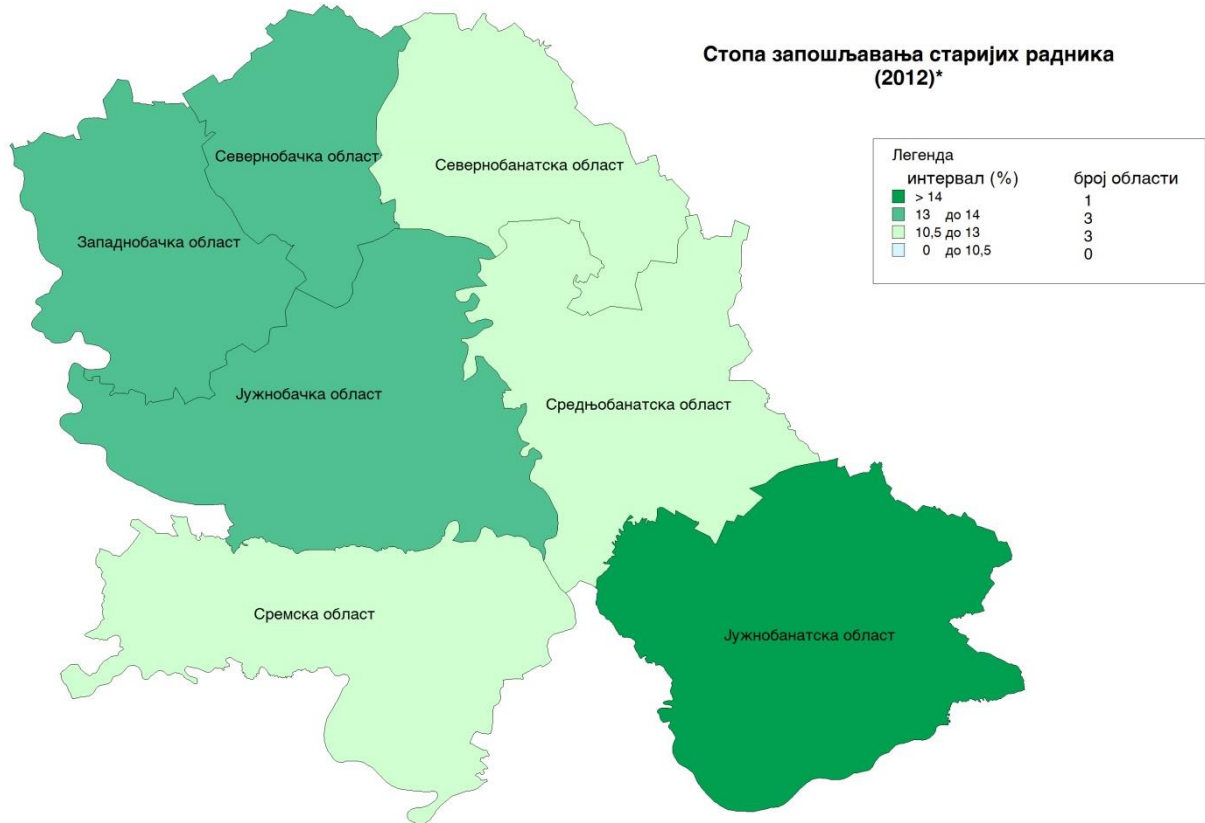 Стопа запошљавања старијих радника
(2012)*
Легенда
интервал (%) број области
> 14 1
13 до 14 3
10,5 до 13 3
0 до 10,5 0
Севернобачка област
Севернобанатска област
Западнобачка област
Јужнобачка област
Средњобанатска област
Сремска област
Јужнобанатска област